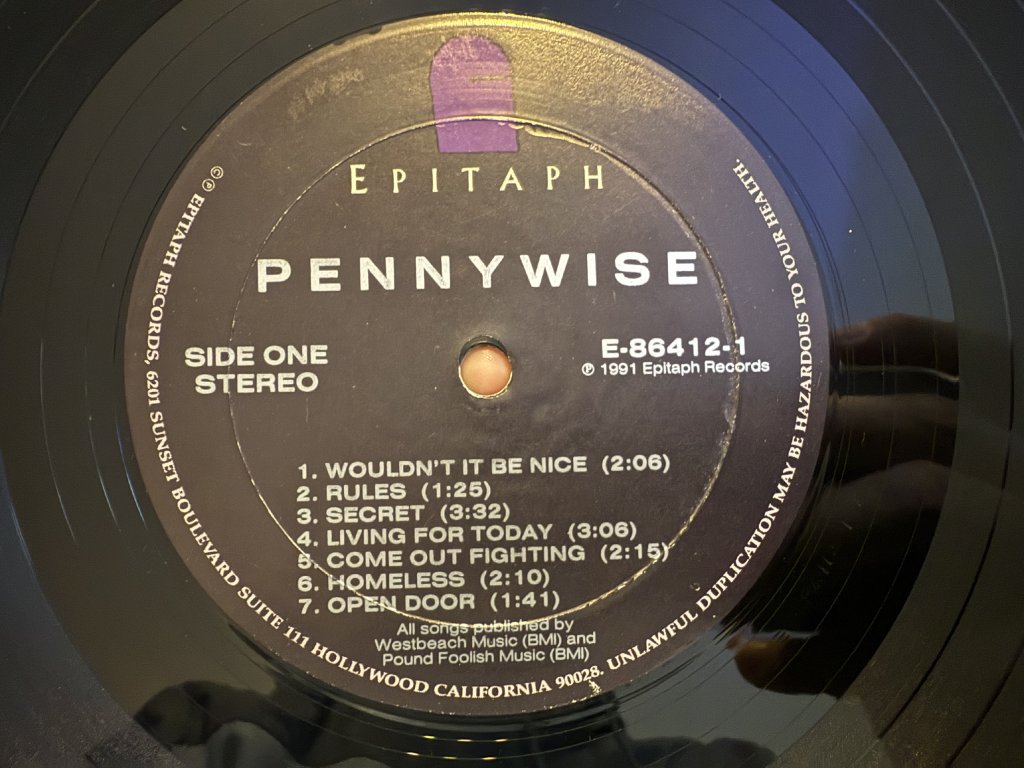 EPITAPH
PENNYWISE
SIDE ONE
STEREO
E-86412-1
℗ 1991 Epitaph Records
1. WOULDN'T IT BE NICE (2:06)
2. RULES (1:25)
3. SECRET (3:32)
4. LIVING FOR TODAY (3:06)
5. COME OUT FIGHTING (2:15)
6. HOMELESS (2:10)
7. OPEN DOOR (1:41)
All songs published by
Westbeach Music (BMI) and
Pound Foolish Music (BMI)
©℗ EPITAPH RECORDS, 6201 SUNSET BOULEVARD SUITE 111 HOLLYWOOD CALIFORNIA 90028. UNLAWFUL DUPLICATION MAY BE HAZARDOUS TO YOUR HEALTH.